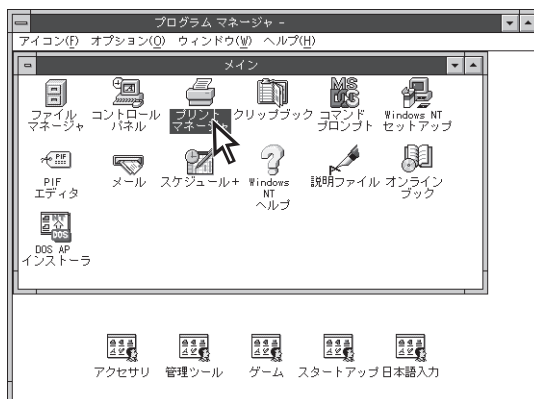 プログラム マネージャ -
アイコン(F) オプション(O) ウィンドウ(W) ヘルプ(H)
メイン
ファイル
マネージャ
コントロール
パネル
プリント
マネージャ
クリップブック
MS
DOS
コマンド
プロンプト
Windows NT
セットアップ
PIF
PIF
エディタ
メール
スケジュール+
Windows
NT
ヘルプ
説明ファイル
オンライン
ブック
NT
DOS
DOS AP
インストーラ
アクセサリ
管理ツール
ゲーム
スタートアップ
日本語入力